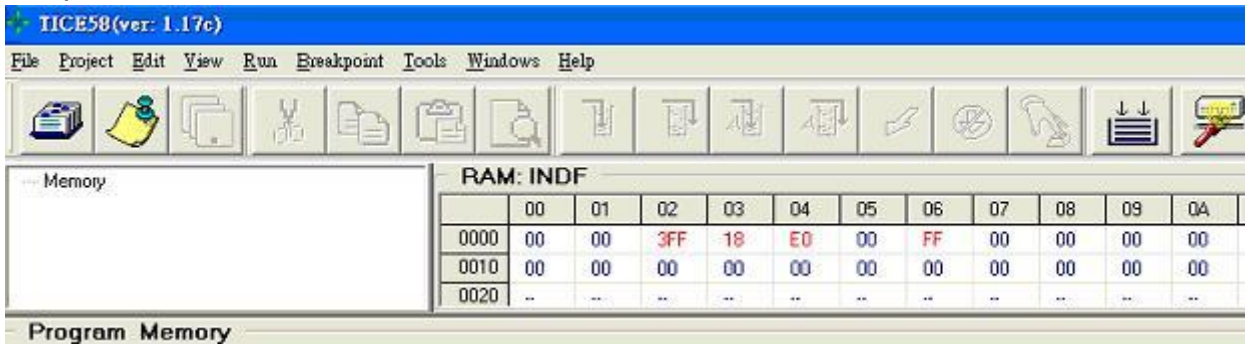 TICE58(ver: 1.17c)
File Project Edit View Run Breakpoint Tools Windows Help
Memory
RAM: INDF
00 01 02 03 04 05 06 07 08 09 0A
0000 00 00 3FF 18 E0 00 FF 00 00 00 00
0010 00 00 00 00 00 00 00 00 00 00 00
0020 -- -- -- -- -- -- -- -- -- -- --
Program Memory